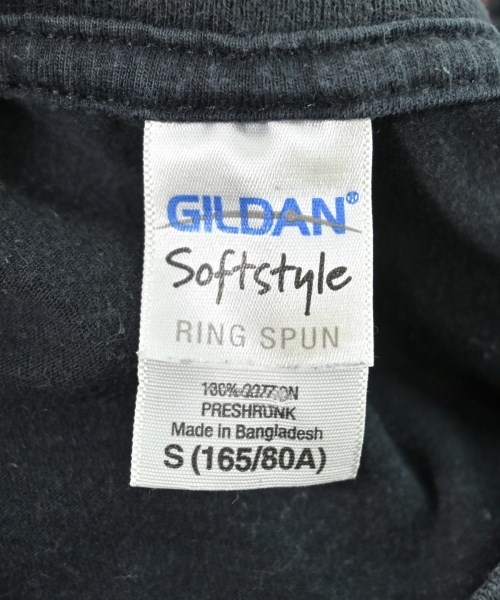 GILDAN®
Softstyle
RING SPUN
100% COTTON
PRESHRUNK
Made in Bangladesh
S (165/80A)